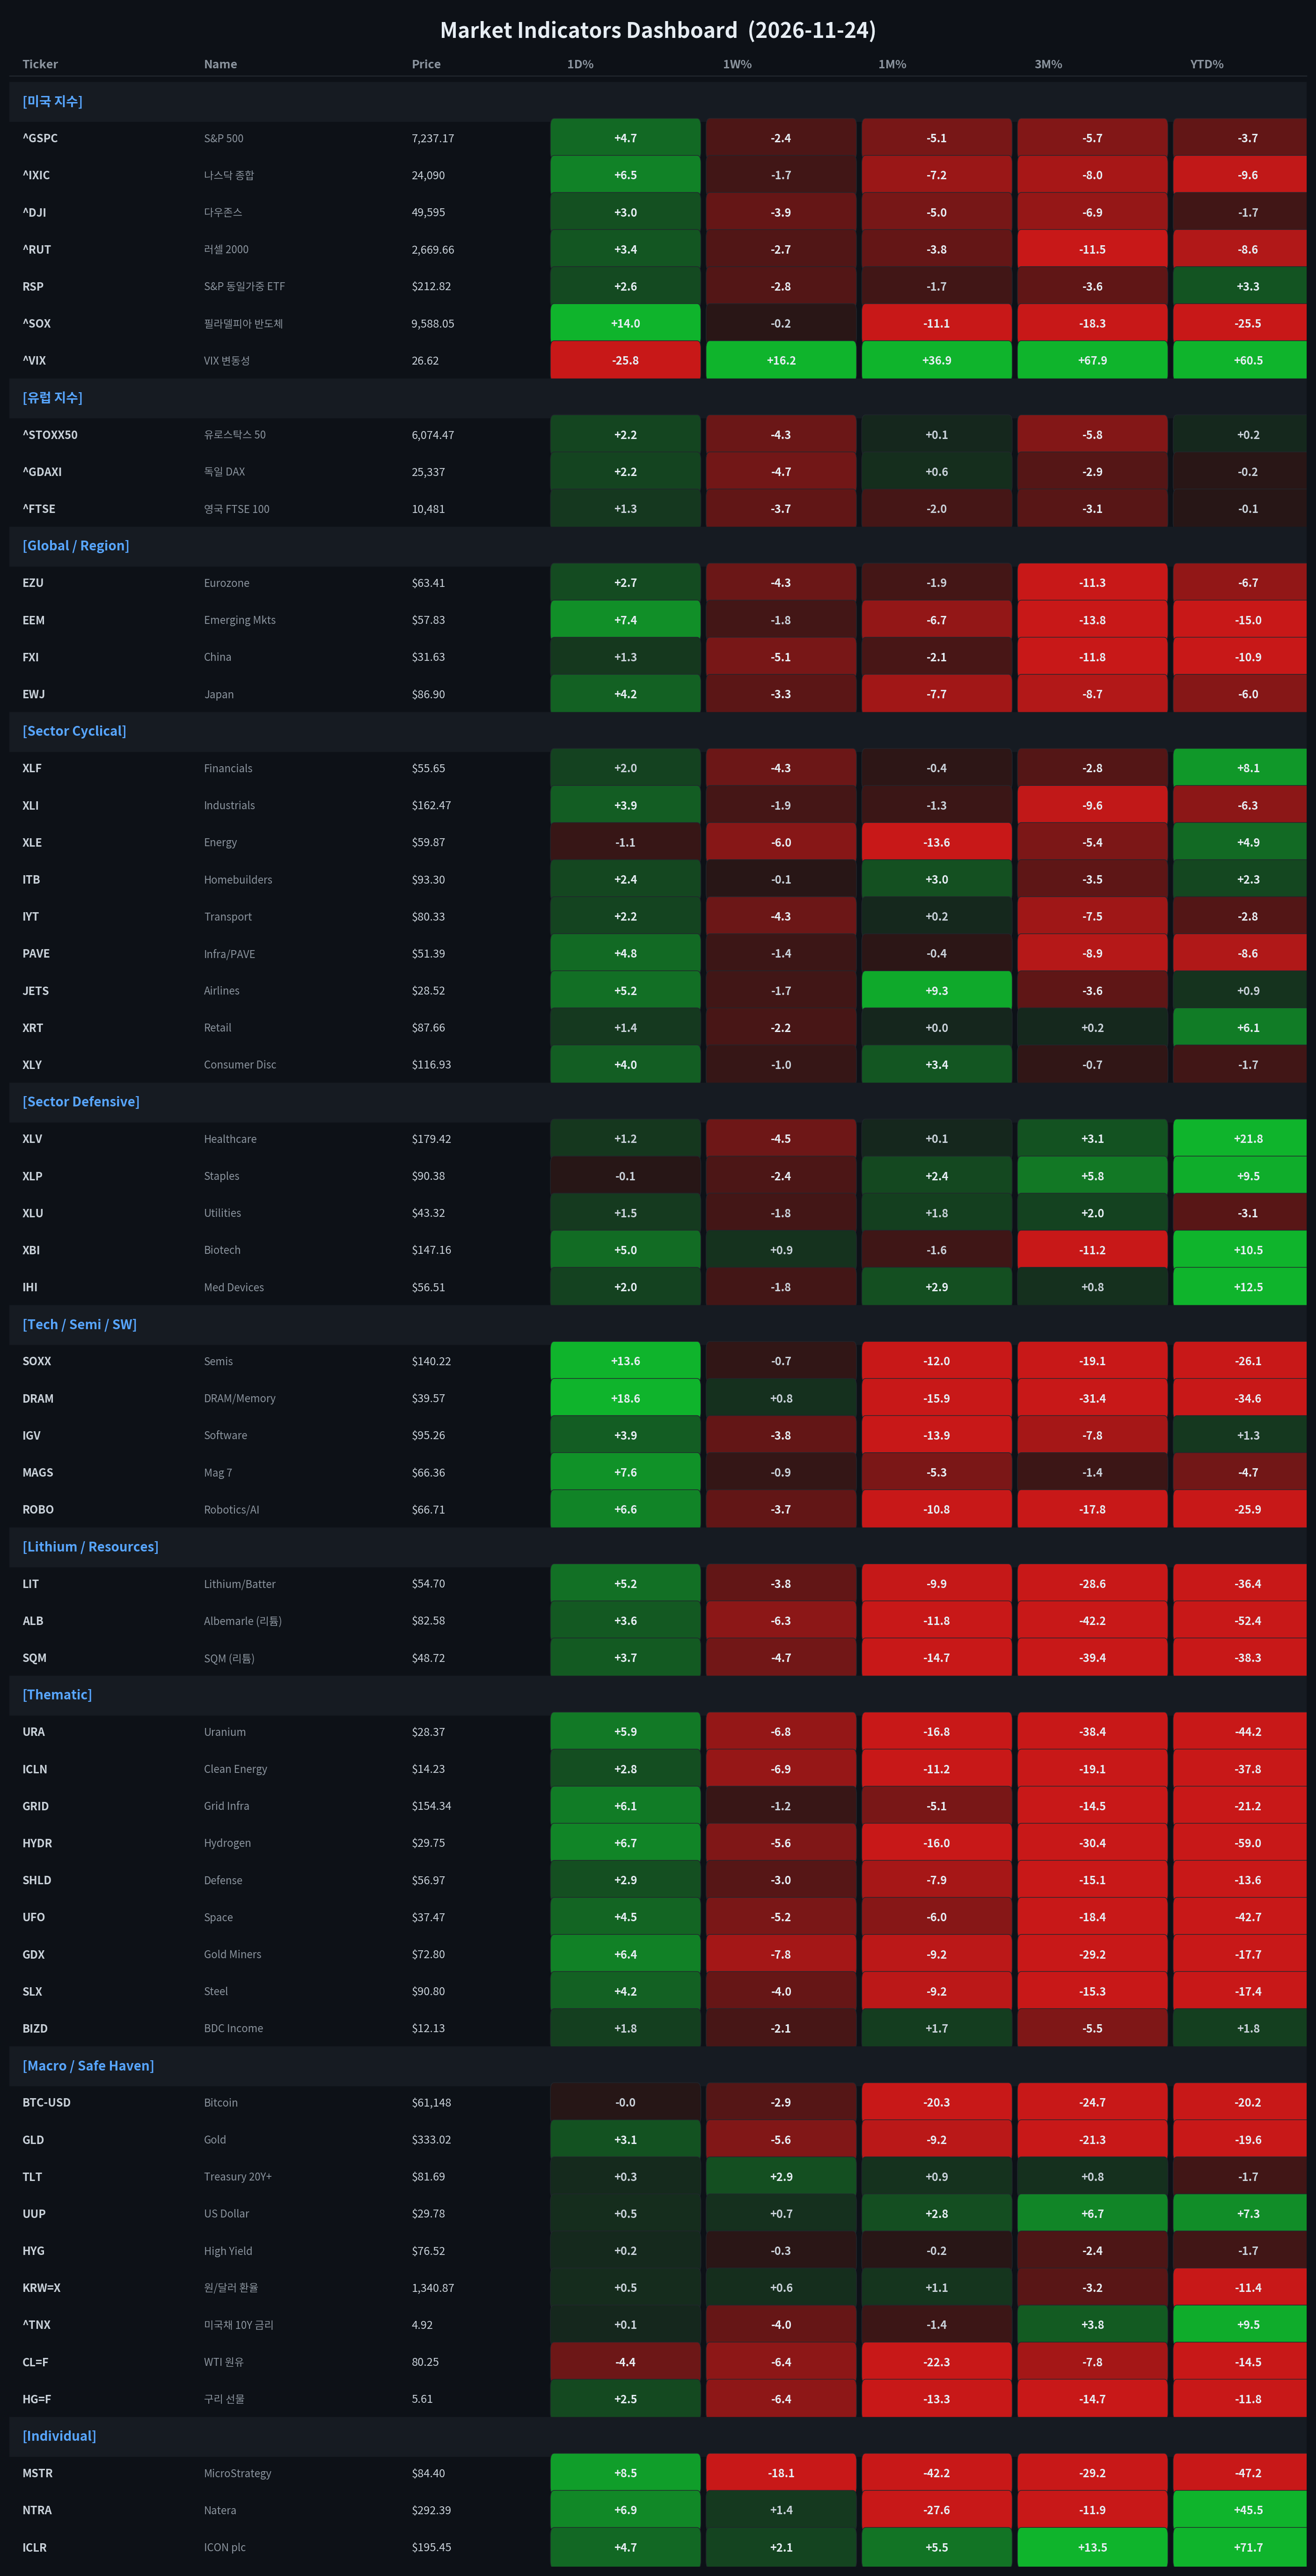 Market Indicators Dashboard  (2026-11-24)
Ticker Name Price 1D% 1W% 1M% 3M% YTD%
[미국 지수]
^GSPC S&P 500 7,237.17 +4.7 -2.4 -5.1 -5.7 -3.7
^IXIC 나스닥 종합 24,090 +6.5 -1.7 -7.2 -8.0 -9.6
^DJI 다우존스 49,595 +3.0 -3.9 -5.0 -6.9 -1.7
^RUT 러셀 2000 2,669.66 +3.4 -2.7 -3.8 -11.5 -8.6
RSP S&P 동일가중 ETF $212.82 +2.6 -2.8 -1.7 -3.6 +3.3
^SOX 필라델피아 반도체 9,588.05 +14.0 -0.2 -11.1 -18.3 -25.5
^VIX VIX 변동성 26.62 -25.8 +16.2 +36.9 +67.9 +60.5
[유럽 지수]
^STOXX50 유로스탁스 50 6,074.47 +2.2 -4.3 +0.1 -5.8 +0.2
^GDAXI 독일 DAX 25,337 +2.2 -4.7 +0.6 -2.9 -0.2
^FTSE 영국 FTSE 100 10,481 +1.3 -3.7 -2.0 -3.1 -0.1
[Global / Region]
EZU Eurozone $63.41 +2.7 -4.3 -1.9 -11.3 -6.7
EEM Emerging Mkts $57.83 +7.4 -1.8 -6.7 -13.8 -15.0
FXI China $31.63 +1.3 -5.1 -2.1 -11.8 -10.9
EWJ Japan $86.90 +4.2 -3.3 -7.7 -8.7 -6.0
[Sector Cyclical]
XLF Financials $55.65 +2.0 -4.3 -0.4 -2.8 +8.1
XLI Industrials $162.47 +3.9 -1.9 -1.3 -9.6 -6.3
XLE Energy $59.87 -1.1 -6.0 -13.6 -5.4 +4.9
ITB Homebuilders $93.30 +2.4 -0.1 +3.0 -3.5 +2.3
IYT Transport $80.33 +2.2 -4.3 +0.2 -7.5 -2.8
PAVE Infra/PAVE $51.39 +4.8 -1.4 -0.4 -8.9 -8.6
JETS Airlines $28.52 +5.2 -1.7 +9.3 -3.6 +0.9
XRT Retail $87.66 +1.4 -2.2 +0.0 +0.2 +6.1
XLY Consumer Disc $116.93 +4.0 -1.0 +3.4 -0.7 -1.7
[Sector Defensive]
XLV Healthcare $179.42 +1.2 -4.5 +0.1 +3.1 +21.8
XLP Staples $90.38 -0.1 -2.4 +2.4 +5.8 +9.5
XLU Utilities $43.32 +1.5 -1.8 +1.8 +2.0 -3.1
XBI Biotech $147.16 +5.0 +0.9 -1.6 -11.2 +10.5
IHI Med Devices $56.51 +2.0 -1.8 +2.9 +0.8 +12.5
[Tech / Semi / SW]
SOXX Semis $140.22 +13.6 -0.7 -12.0 -19.1 -26.1
DRAM DRAM/Memory $39.57 +18.6 +0.8 -15.9 -31.4 -34.6
IGV Software $95.26 +3.9 -3.8 -13.9 -7.8 +1.3
MAGS Mag 7 $66.36 +7.6 -0.9 -5.3 -1.4 -4.7
ROBO Robotics/AI $66.71 +6.6 -3.7 -10.8 -17.8 -25.9
[Lithium / Resources]
LIT Lithium/Batter $54.70 +5.2 -3.8 -9.9 -28.6 -36.4
ALB Albemarle (리튬) $82.58 +3.6 -6.3 -11.8 -42.2 -52.4
SQM SQM (리튬) $48.72 +3.7 -4.7 -14.7 -39.4 -38.3
[Thematic]
URA Uranium $28.37 +5.9 -6.8 -16.8 -38.4 -44.2
ICLN Clean Energy $14.23 +2.8 -6.9 -11.2 -19.1 -37.8
GRID Grid Infra $154.34 +6.1 -1.2 -5.1 -14.5 -21.2
HYDR Hydrogen $29.75 +6.7 -5.6 -16.0 -30.4 -59.0
SHLD Defense $56.97 +2.9 -3.0 -7.9 -15.1 -13.6
UFO Space $37.47 +4.5 -5.2 -6.0 -18.4 -42.7
GDX Gold Miners $72.80 +6.4 -7.8 -9.2 -29.2 -17.7
SLX Steel $90.80 +4.2 -4.0 -9.2 -15.3 -17.4
BIZD BDC Income $12.13 +1.8 -2.1 +1.7 -5.5 +1.8
[Macro / Safe Haven]
BTC-USD Bitcoin $61,148 -0.0 -2.9 -20.3 -24.7 -20.2
GLD Gold $333.02 +3.1 -5.6 -9.2 -21.3 -19.6
TLT Treasury 20Y+ $81.69 +0.3 +2.9 +0.9 +0.8 -1.7
UUP US Dollar $29.78 +0.5 +0.7 +2.8 +6.7 +7.3
HYG High Yield $76.52 +0.2 -0.3 -0.2 -2.4 -1.7
KRW=X 원/달러 환율 1,340.87 +0.5 +0.6 +1.1 -3.2 -11.4
^TNX 미국채 10Y 금리 4.92 +0.1 -4.0 -1.4 +3.8 +9.5
CL=F WTI 원유 80.25 -4.4 -6.4 -22.3 -7.8 -14.5
HG=F 구리 선물 5.61 +2.5 -6.4 -13.3 -14.7 -11.8
[Individual]
MSTR MicroStrategy $84.40 +8.5 -18.1 -42.2 -29.2 -47.2
NTRA Natera $292.39 +6.9 +1.4 -27.6 -11.9 +45.5
ICLR ICON plc $195.45 +4.7 +2.1 +5.5 +13.5 +71.7